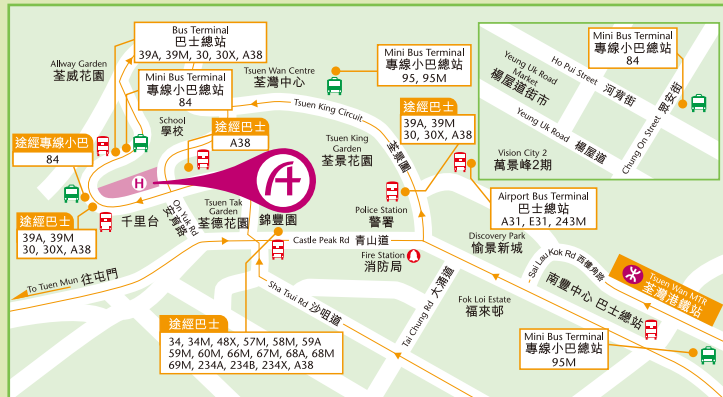 Bus Terminal
巴士總站
39A, 39M, 30, 30X, A38
Allway Garden
荃威花園
Mini Bus Terminal
專線小巴總站
84
School
學校
途經巴士
A38
途經專線小巴
84
途經巴士
39A, 39M
30, 30X, A38
H
千里台
On Yuk Rd
安育路
Tsuen Tak
Garden
荃德花園
錦豐園
Tsuen Wan Centre
荃灣中心
Mini Bus Terminal
專線小巴總站
95, 95M
Tsuen King Circuit
荃景圍
Tsuen King
Garden
荃景花園
途經巴士
39A, 39M
30, 30X, A38
Police Station
警署
Castle Peak Rd 青山道
Fire Station
消防局
To Tuen Mun 往屯門
Sha Tsui Rd 沙咀道
途經巴士
34, 34M, 48X, 57M, 58M, 59A
59M, 60M, 66M, 67M, 68A, 68M
69M, 234A, 234B, 234X, A38
Tai Chung Rd 大涌道
Fok Loi Estate
福來邨
Discovery Park
愉景新城
Airport Bus Terminal
巴士總站
A31, E31, 243M
Sai Lau Kok Rd 西樓角路
Tsuen Wan MTR
荃灣港鐵站
南豐中心 巴士總站
Mini Bus Terminal
專線小巴總站
95M
Yeung Uk Road
Market
楊屋道街市
Ho Pui Street 河背街
Yeung Uk Road 楊屋道
Vision City 2
萬景峰2期
Chung On Street 眾安街
Mini Bus Terminal
專線小巴總站
84